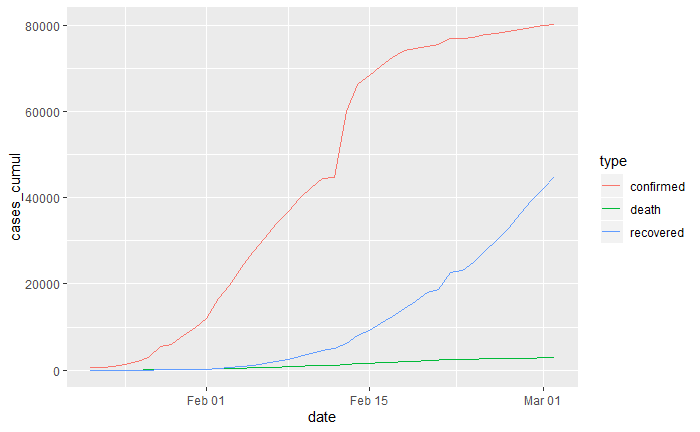 80000
60000
40000
20000
0
cases_cumul
Feb 01
Feb 15
Mar 01
date
type
confirmed
death
recovered